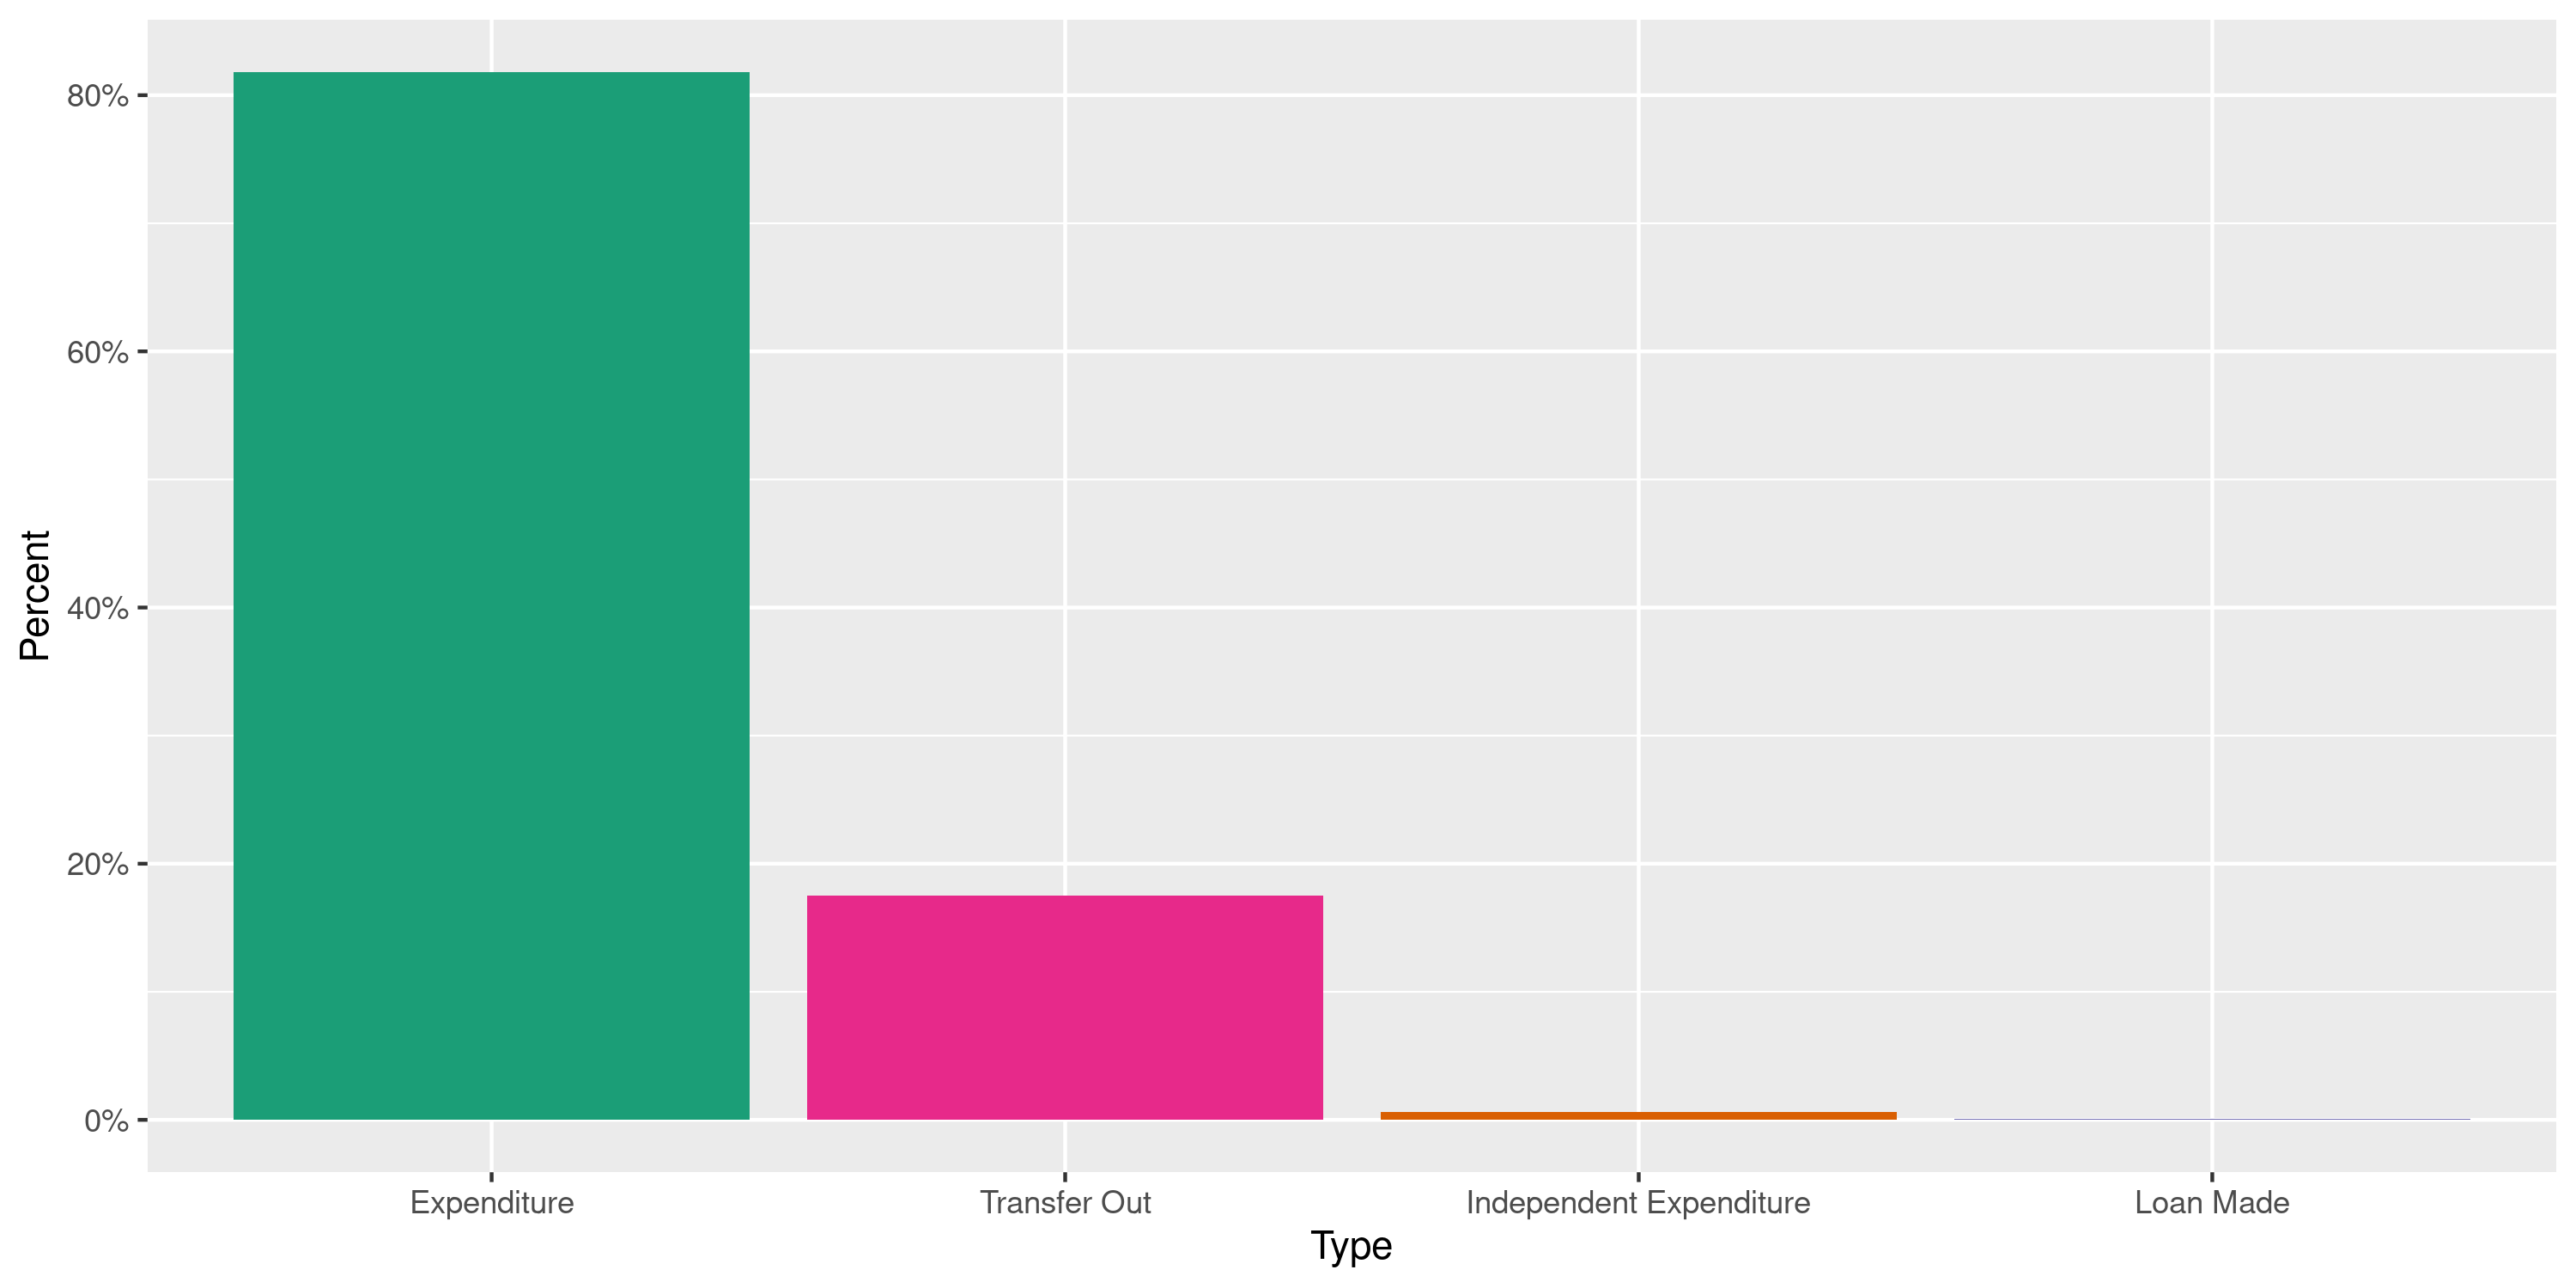 80%
60%
40%
20%
0%
Percent
Expenditure
Transfer Out
Independent Expenditure
Loan Made
Type